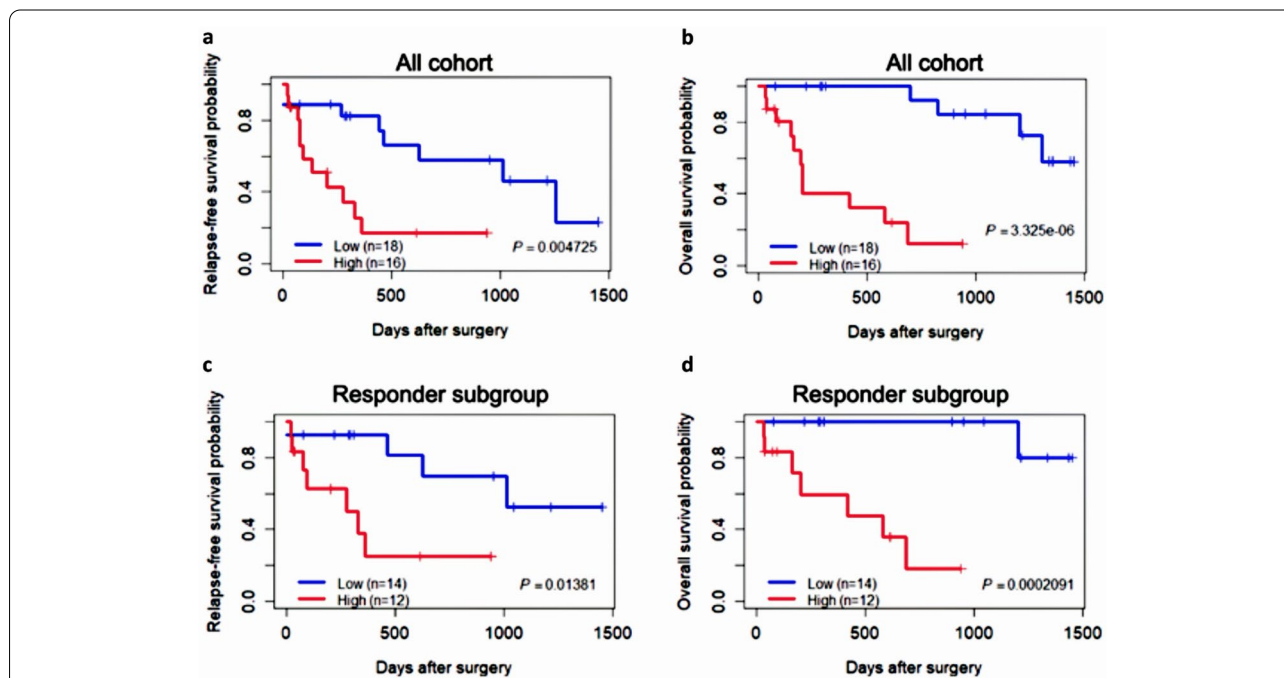 a
All cohort
Relapse-free survival probability
0.8
0.4
0.0
Low (n=18)
High (n=16)
P = 0.004725
0 500 1000 1500
Days after surgery
b
All cohort
Overall survival probability
0.8
0.4
0.0
Low (n=18)
High (n=16)
P = 3.325e-06
0 500 1000 1500
Days after surgery
c
Responder subgroup
Relapse-free survival probability
0.8
0.4
0.0
Low (n=14)
High (n=12)
P = 0.01381
0 500 1000 1500
Days after surgery
d
Responder subgroup
Overall survival probability
0.8
0.4
0.0
Low (n=14)
High (n=12)
P = 0.0002091
0 500 1000 1500
Days after surgery